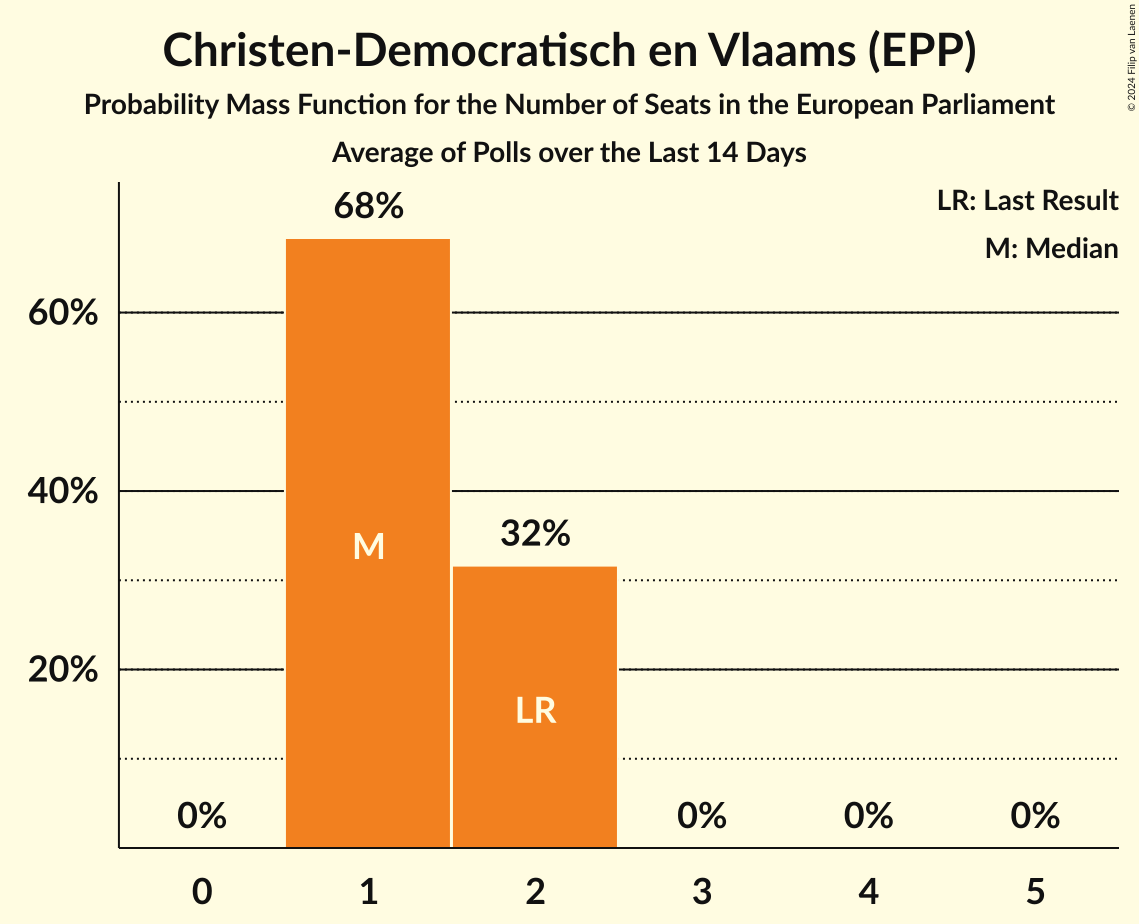 Christen-Democratisch en Vlaams (EPP)
Probability Mass Function for the Number of Seats in the European Parliament
Average of Polls over the Last 14 Days
© 2024 Filip van Laenen
LR: Last Result
M: Median
68%
60%
40%
32%
M
20%
LR
0%
0%
0%
0%
0 1 2 3 4 5